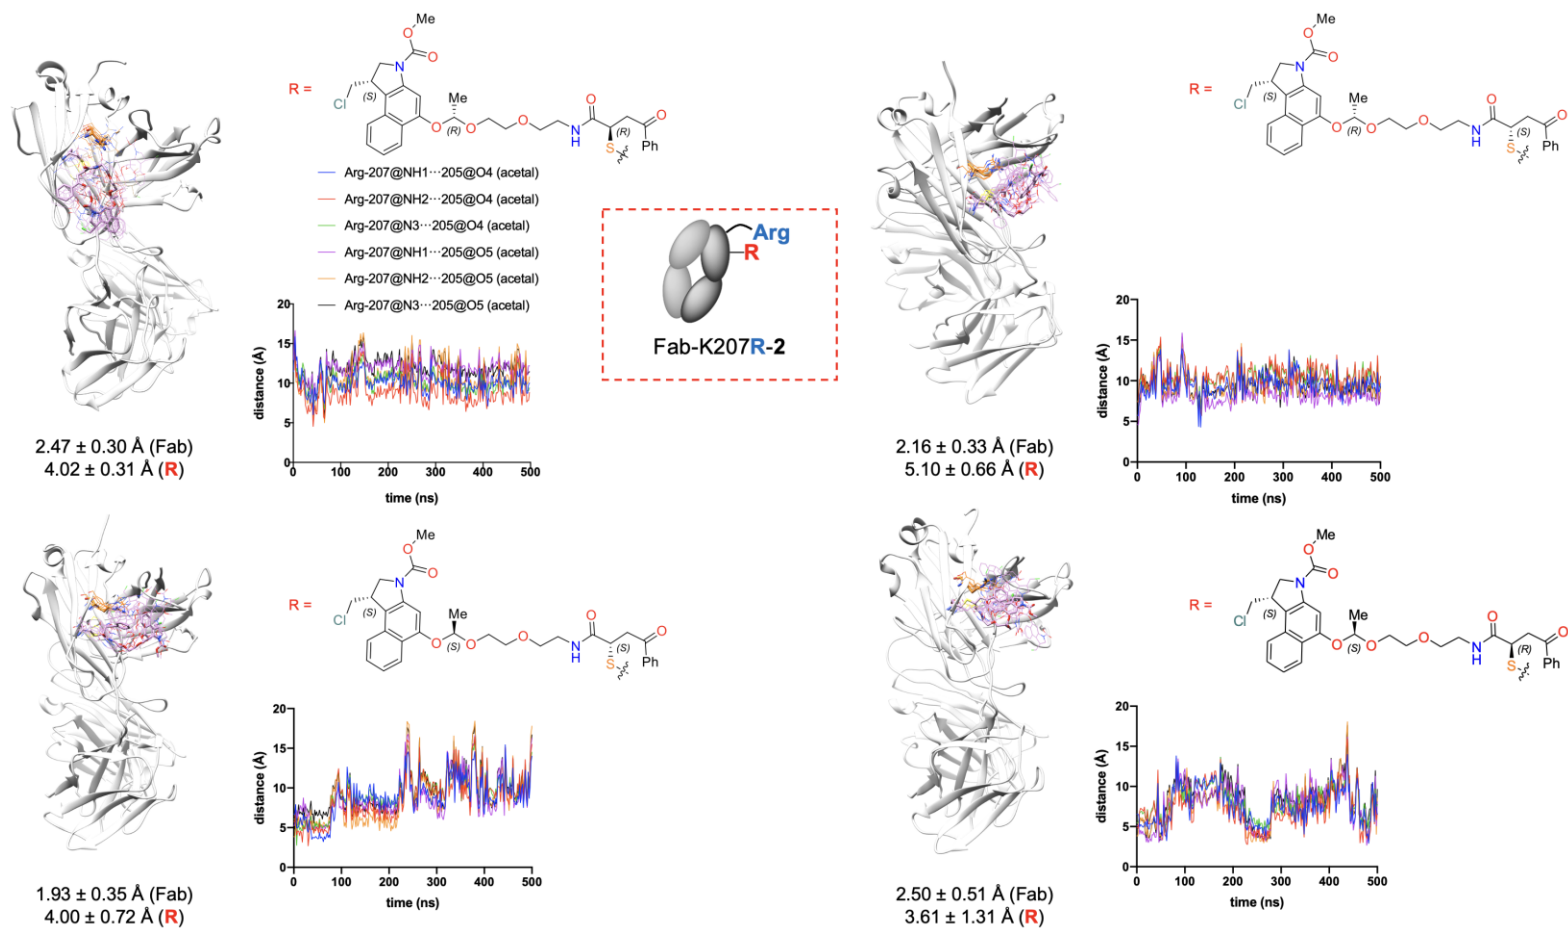 Me
O
O
N
R =
Cl
(S)
Me
O
(R)
O
O
N
H
O
(R)
O
S
Ph
Arg-207@NH1···205@O4 (acetal)
Arg-207@NH2···205@O4 (acetal)
Arg-207@N3···205@O4 (acetal)
Arg-207@NH1···205@O5 (acetal)
Arg-207@NH2···205@O5 (acetal)
Arg-207@N3···205@O5 (acetal)
distance (Å)
20
15
10
5
0
0 100 200 300 400 500
time (ns)
2.47 ± 0.30 Å (Fab)
4.02 ± 0.31 Å (R)
Arg
R
Fab-K207R-2
Me
O
O
N
R =
Cl
(S)
Me
O
(R)
O
O
N
H
O
(S)
O
S
Ph
distance (Å)
20
15
10
5
0
0 100 200 300 400 500
time (ns)
2.16 ± 0.33 Å (Fab)
5.10 ± 0.66 Å (R)
Me
O
O
N
R =
Cl
(S)
Me
O
(S)
O
O
N
H
O
(S)
O
S
Ph
distance (Å)
20
15
10
5
0
0 100 200 300 400 500
time (ns)
1.93 ± 0.35 Å (Fab)
4.00 ± 0.72 Å (R)
Me
O
O
N
R =
Cl
(S)
Me
O
(S)
O
O
N
H
O
(R)
O
S
Ph
distance (Å)
20
15
10
5
0
0 100 200 300 400 500
time (ns)
2.50 ± 0.51 Å (Fab)
3.61 ± 1.31 Å (R)